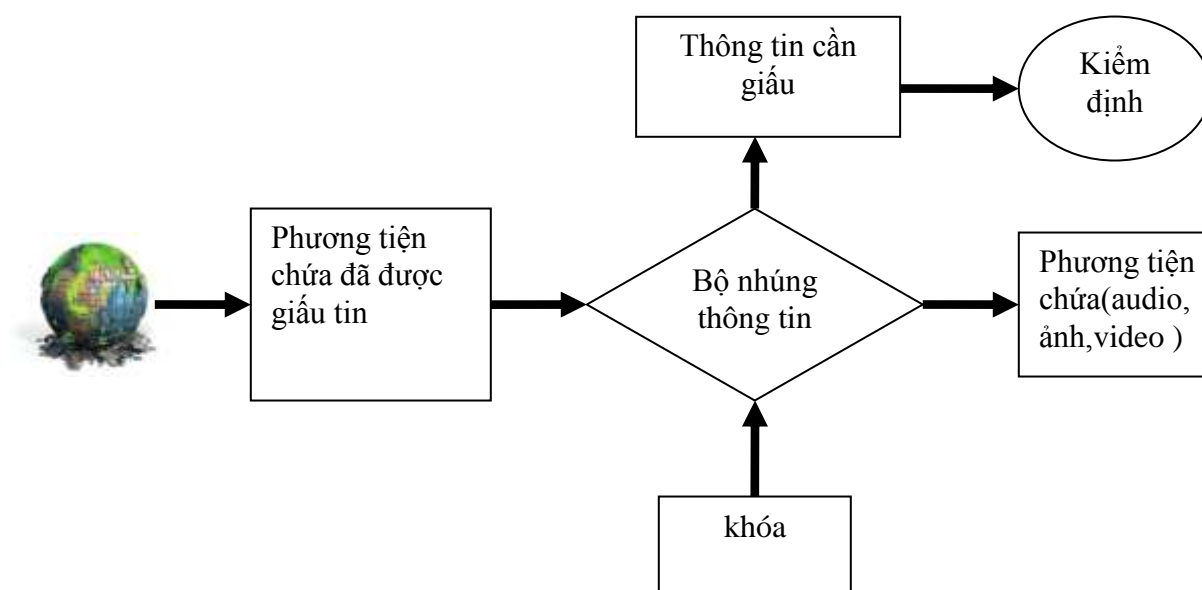 Thông tin cần
giấu
Kiểm
định
Phương tiện
chứa đã được
giấu tin
Bộ nhúng
thông tin
Phương tiện
chứa(audio,
ảnh,video )
khóa